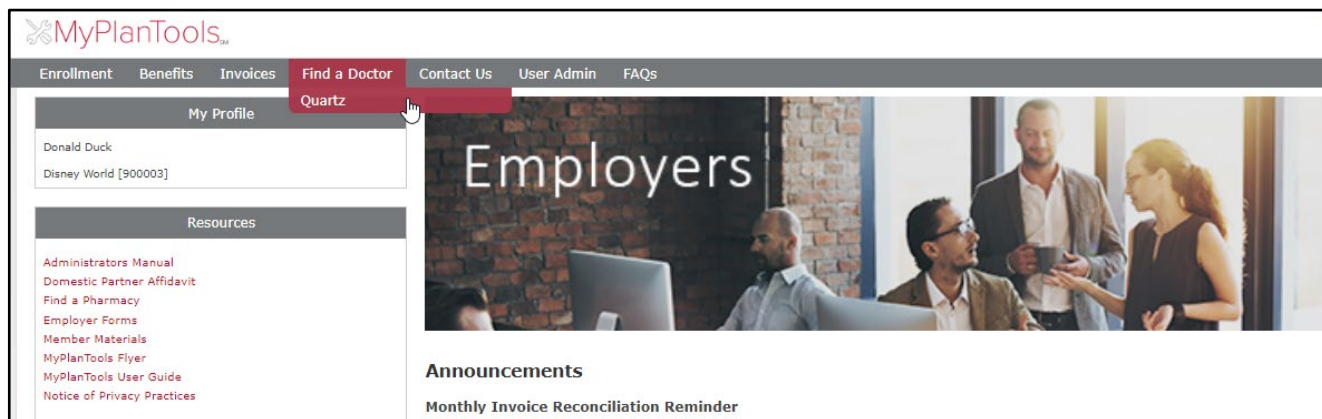 MyPlanTools SM
Enrollment Benefits Invoices Find a Doctor Contact Us User Admin FAQs
Quartz
My Profile
Donald Duck
Disney World [900003]
Resources
Administrators Manual
Domestic Partner Affidavit
Find a Pharmacy
Employer Forms
Member Materials
MyPlanTools Flyer
MyPlanTools User Guide
Notice of Privacy Practices
Employers
Announcements
Monthly Invoice Reconciliation Reminder